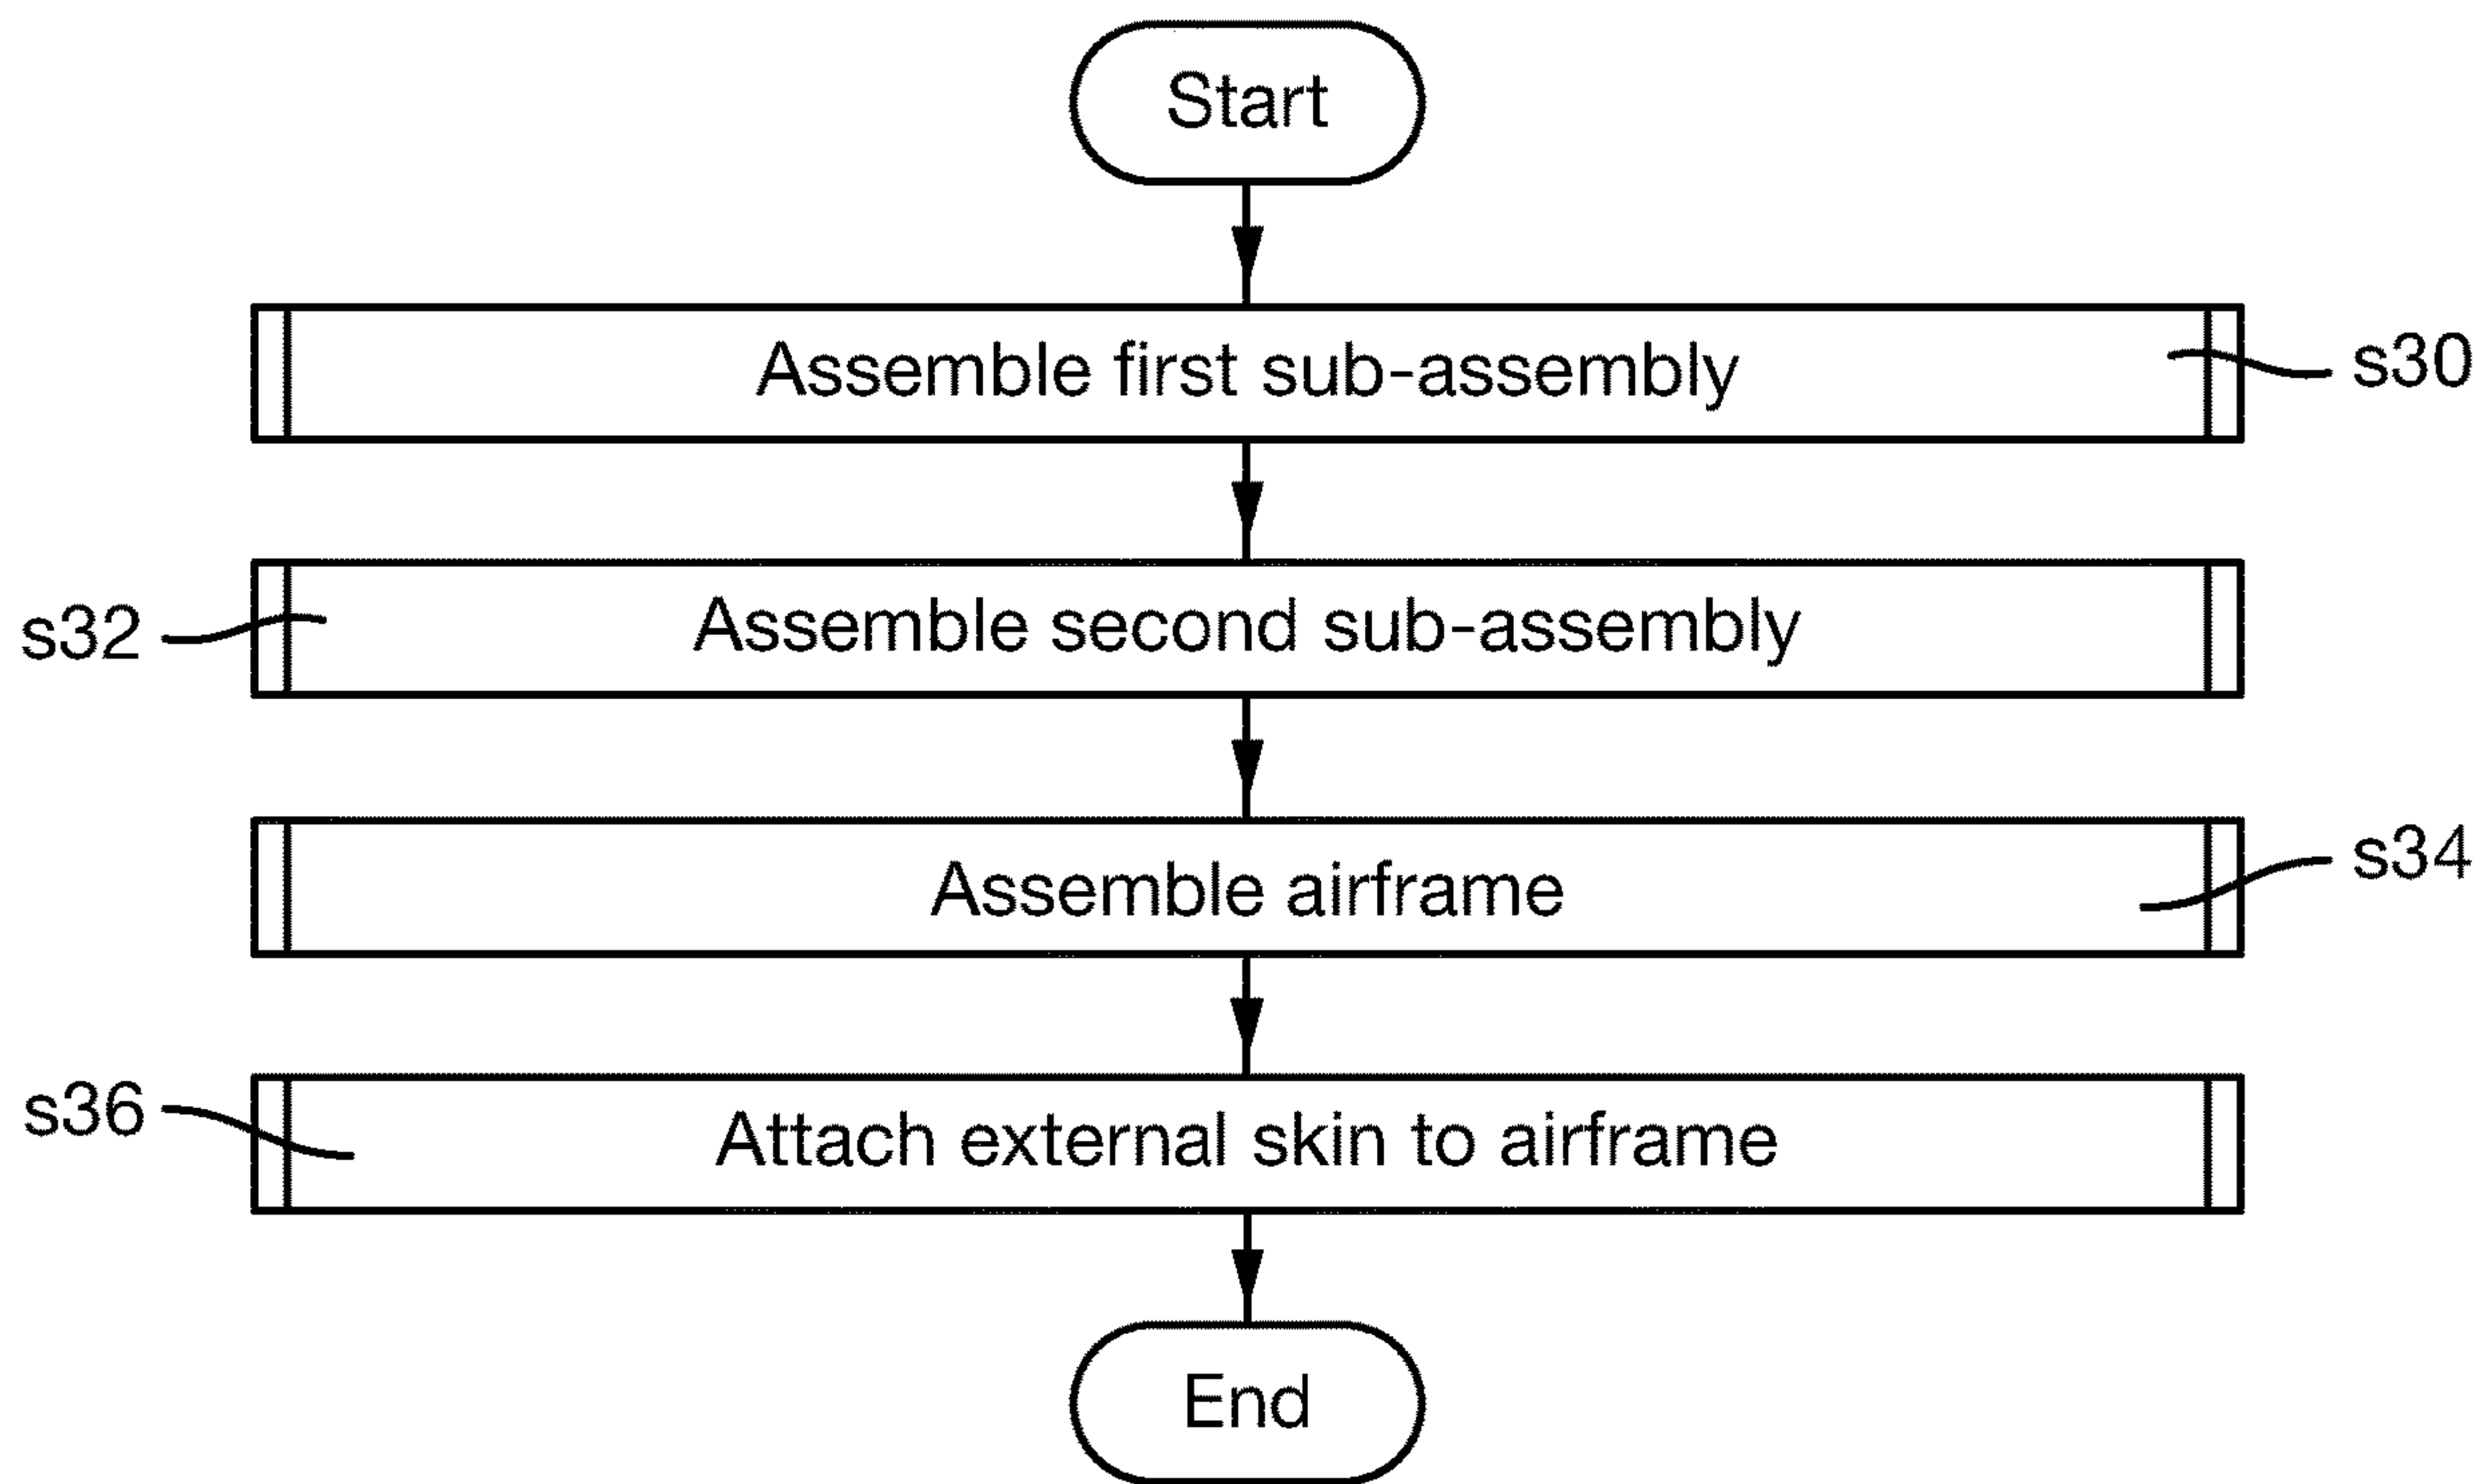 Start
Assemble first sub-assembly
s30
s32
Assemble second sub-assembly
Assemble airframe
s34
s36
Attach external skin to airframe
End